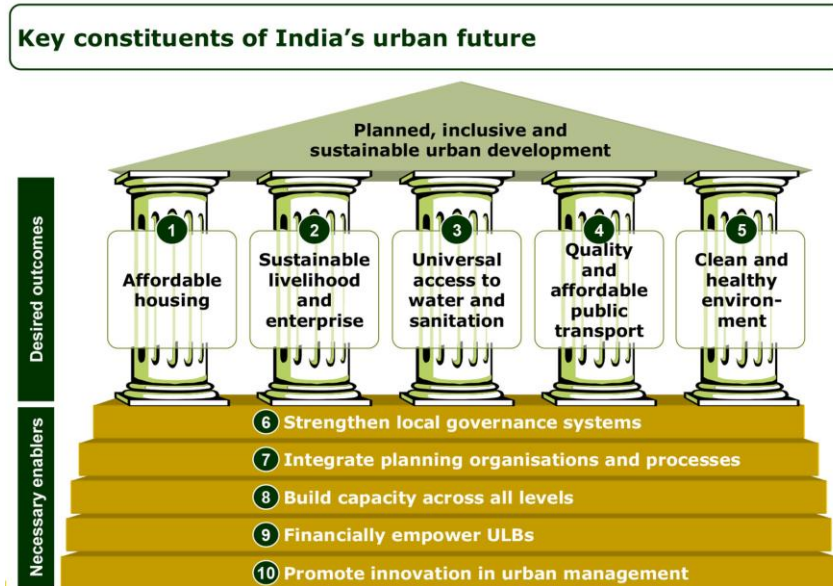 Key constituents of India's urban future
Planned, inclusive and
sustainable urban development
Desired outcomes
1
Affordable
housing
2
Sustainable
livelihood
and
enterprise
3
Universal
access to
water and
sanitation
4
Quality
and
affordable
public
transport
5
Clean and
healthy
environ-
ment
Necessary enablers
6 Strengthen local governance systems
7 Integrate planning organisations and processes
8 Build capacity across all levels
9 Financially empower ULBs
10 Promote innovation in urban management